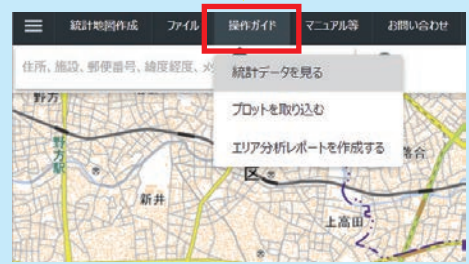 統計地図作成 ファイル 操作ガイド マニュアル等 お問い合わせ
住所、施設、郵便番号、緯度経度、メ
統計データを見る
プロットを取り込む
エリア分析レポートを作成する
野方
野方駅
区
落合
新井
上高田